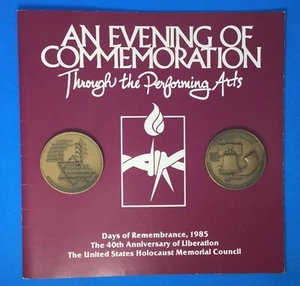 AN EVENING OF
COMMEMORATION
Through the Performing Arts
Days of Remembrance, 1985
The 40th Anniversary of Liberation
The United States Holocaust Memorial Council